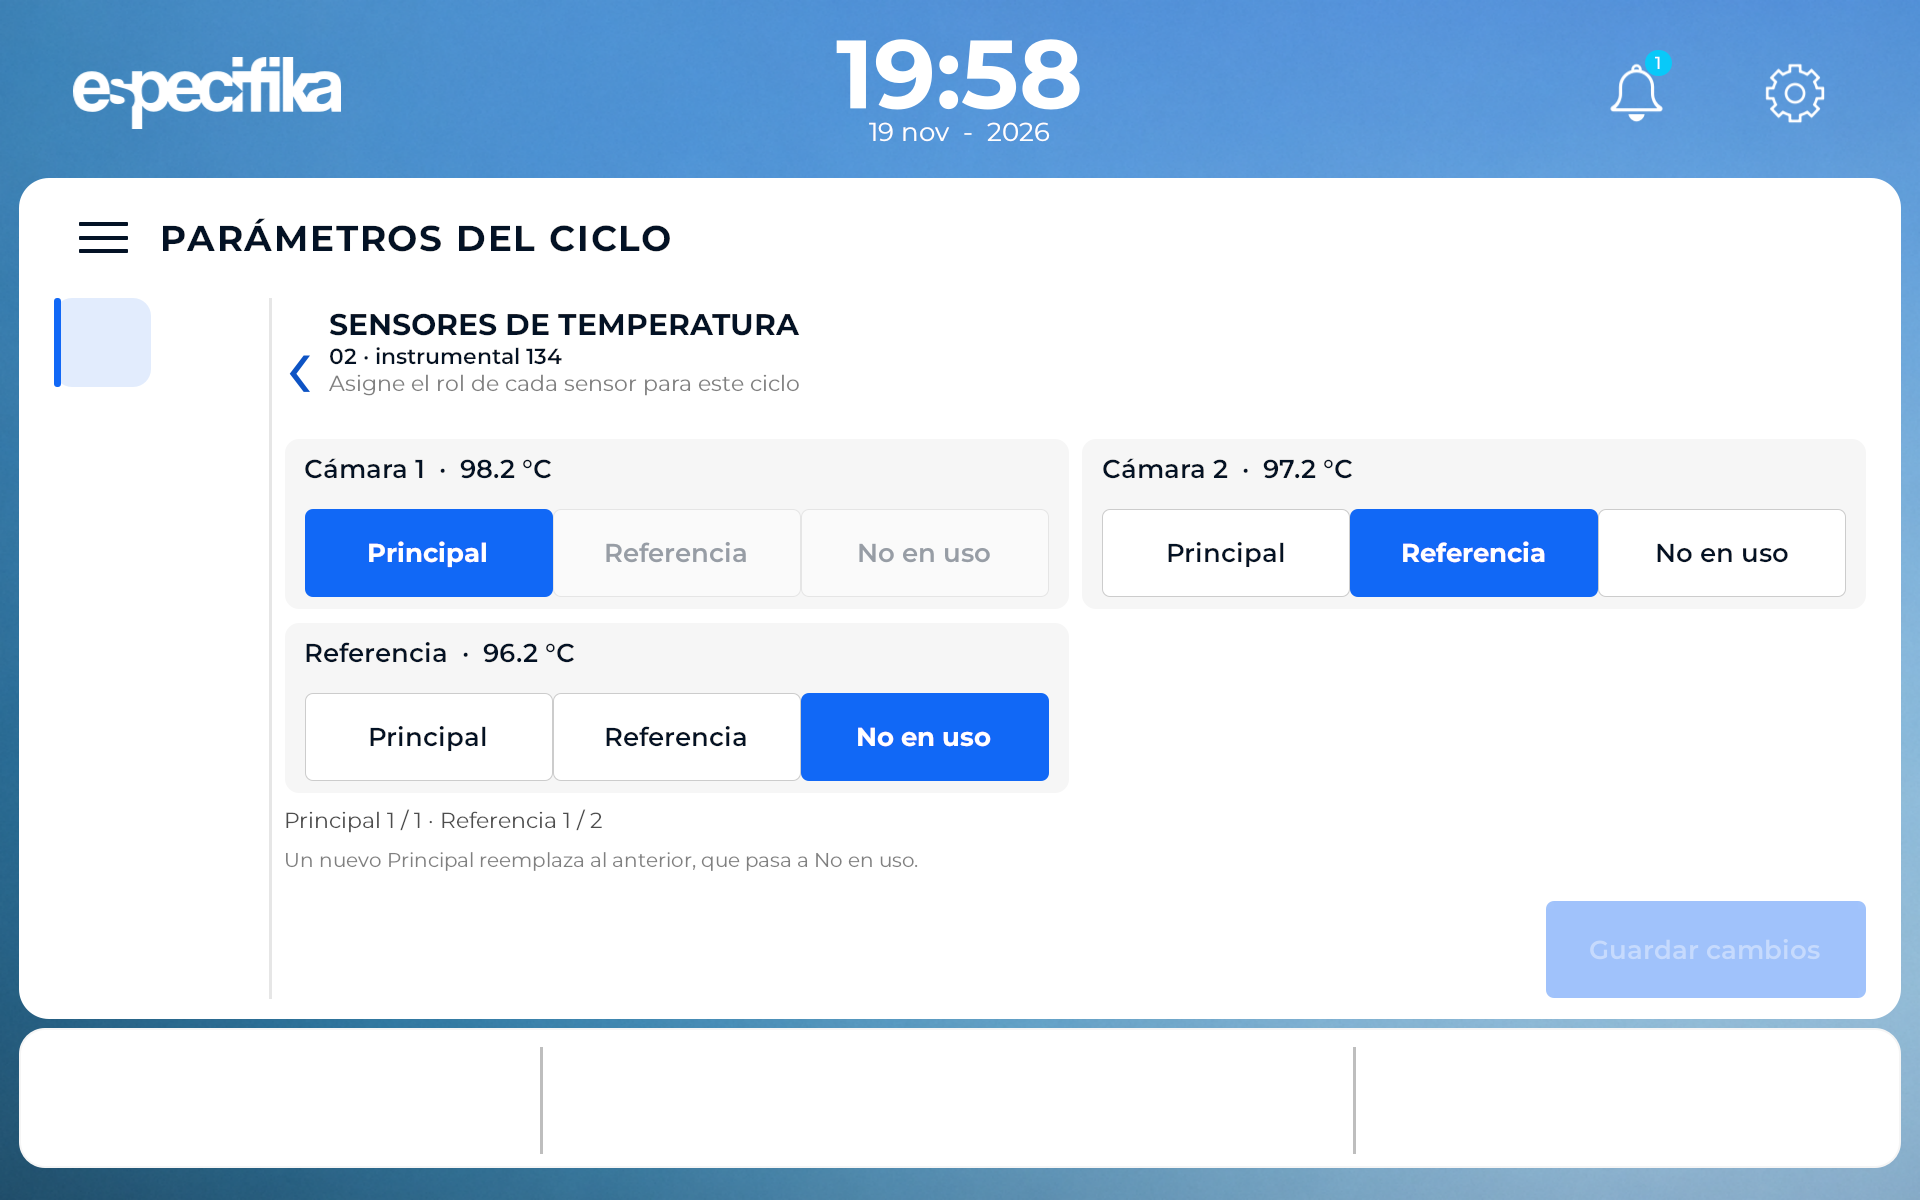 especifika
19:58
19 nov - 2026
1
PARÁMETROS DEL CICLO
SENSORES DE TEMPERATURA
02 · instrumental 134
Asigne el rol de cada sensor para este ciclo
Cámara 1 · 98.2 °C
Principal Referencia No en uso
Cámara 2 · 97.2 °C
Principal Referencia No en uso
Referencia · 96.2 °C
Principal Referencia No en uso
Principal 1 / 1 · Referencia 1 / 2
Un nuevo Principal reemplaza al anterior, que pasa a No en uso.
Guardar cambios